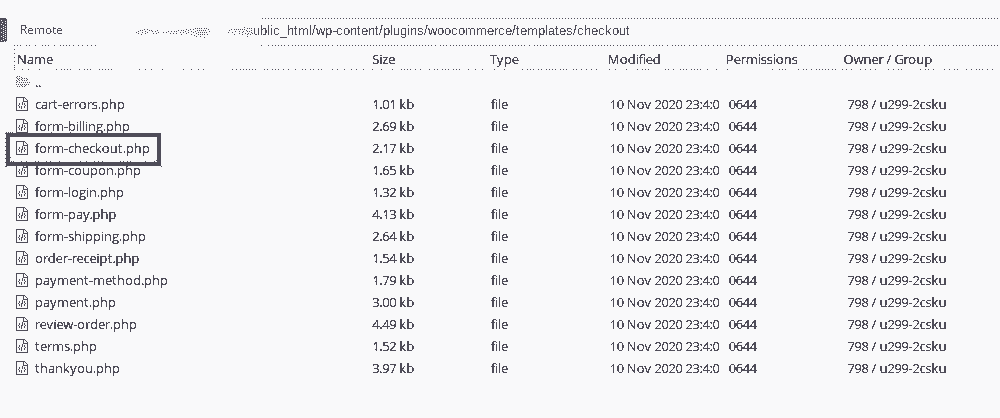 Remote ublic_html/wp-content/plugins/woocommerce/templates/checkout
Name Size Type Modified Permissions Owner / Group
..
cart-errors.php 1.01 kb file 10 Nov 2020 23:4:0 0644 798 / u299-2csku
form-billing.php 2.69 kb file 10 Nov 2020 23:4:0 0644 798 / u299-2csku
form-checkout.php 2.17 kb file 10 Nov 2020 23:4:0 0644 798 / u299-2csku
form-coupon.php 1.65 kb file 10 Nov 2020 23:4:0 0644 798 / u299-2csku
form-login.php 1.32 kb file 10 Nov 2020 23:4:0 0644 798 / u299-2csku
form-pay.php 4.13 kb file 10 Nov 2020 23:4:0 0644 798 / u299-2csku
form-shipping.php 2.64 kb file 10 Nov 2020 23:4:0 0644 798 / u299-2csku
order-receipt.php 1.54 kb file 10 Nov 2020 23:4:0 0644 798 / u299-2csku
payment-method.php 1.79 kb file 10 Nov 2020 23:4:0 0644 798 / u299-2csku
payment.php 3.00 kb file 10 Nov 2020 23:4:0 0644 798 / u299-2csku
review-order.php 4.49 kb file 10 Nov 2020 23:4:0 0644 798 / u299-2csku
terms.php 1.52 kb file 10 Nov 2020 23:4:0 0644 798 / u299-2csku
thankyou.php 3.97 kb file 10 Nov 2020 23:4:0 0644 798 / u299-2csku